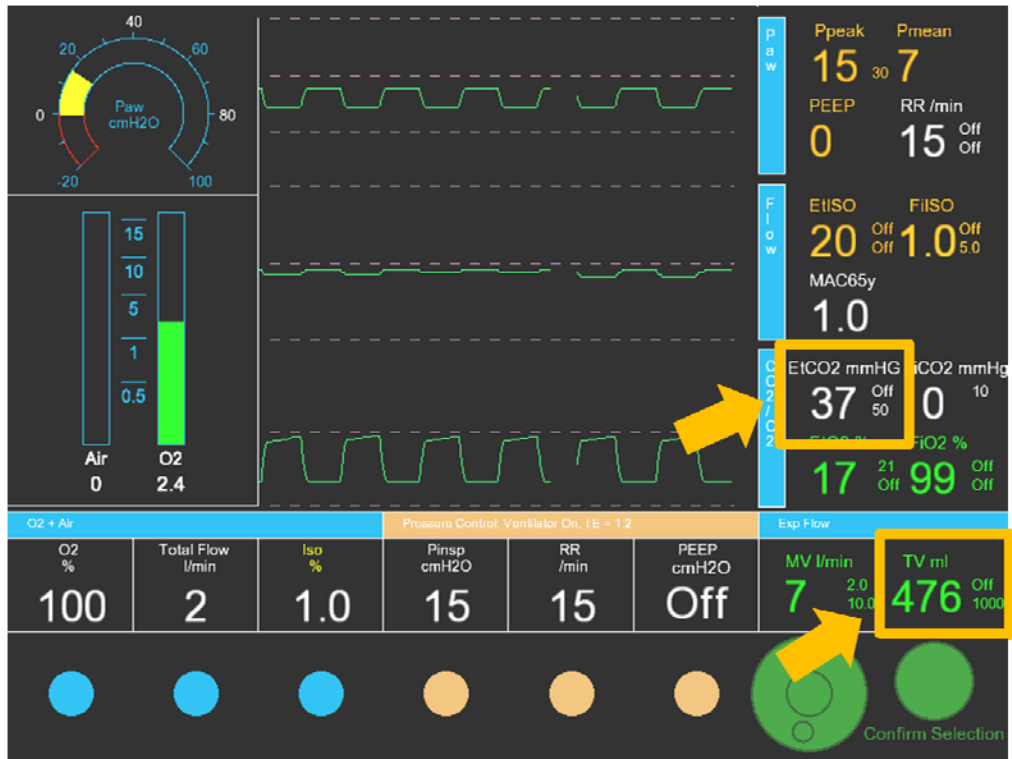 40
20
60
0
80
Paw
cmH2O
-20
100
15
10
5
1
0.5
Air
O2
0
2.4
Paw
Ppeak Pmean
15 30 7
PEEP RR /min
0 15 Off
Off
Flow
EtISO FiISO
20 Off 1.0 Off
Off 5.0
MAC65y
1.0
EtCO2 mmHG iCO2 mmHg
37 Off 0 10
50
FiO2 %
17 21 99 Off
Off Off
O2 + Air
Pressure Control: Ventilator On, I:E = 1:2
Exp Flow
O2 Total Flow Iso Pinsp RR PEEP
% l/min % cmH2O /min cmH2O
100 2 1.0 15 15 Off
MV l/min TV ml
7 2.0 476 Off
10.0 1000
Confirm Selection